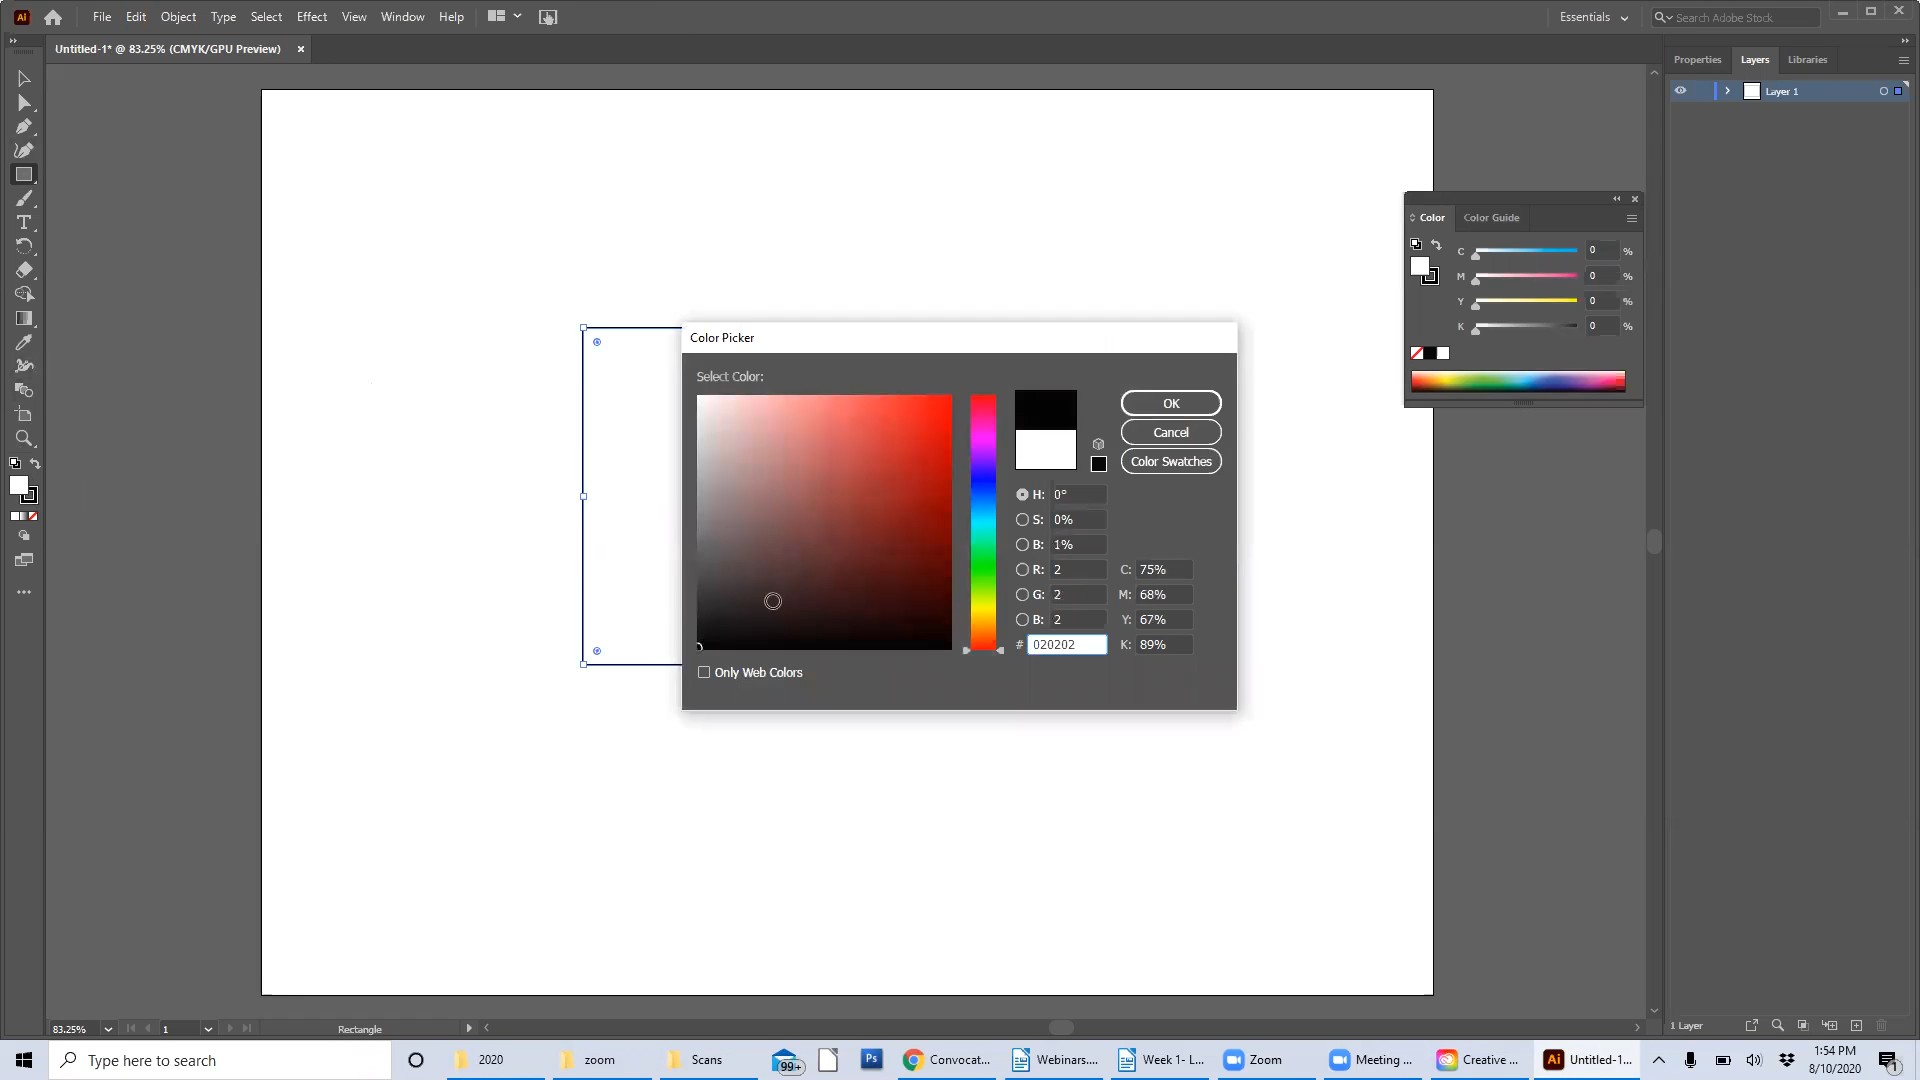 Ai File Edit Object Type Select Effect View Window Help Essentials Search Adobe Stock
Untitled-1* @ 83.25% (CMYK/GPU Preview) ×
Properties Layers Libraries
Layer 1
Color Color Guide
C 0 %
M 0 %
Y 0 %
K 0 %
Color Picker
Select Color:
OK
Cancel
Color Swatches
H: 0°
S: 0%
B: 1%
R: 2 C: 75%
G: 2 M: 68%
B: 2 Y: 67%
# 020202 K: 89%
Only Web Colors
83.25% 1 Rectangle
1 Layer
Type here to search 2020 zoom Scans 99+ Ps Convocat... Webinars.... Week 1- L... Zoom Meeting ... Creative ... Ai Untitled-1... 1:54 PM
8/10/2020 1